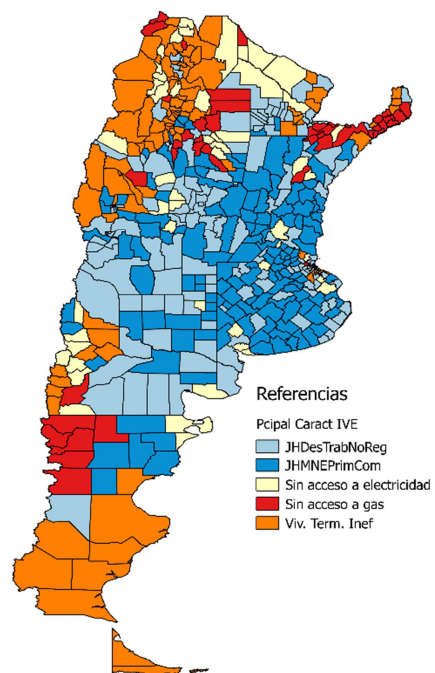 Referencias
Pcipal Caract IVE
JHDesTrabNoReg
JHMNEPrimCom
Sin acceso a electricidad
Sin acceso a gas
Viv. Term. Inef